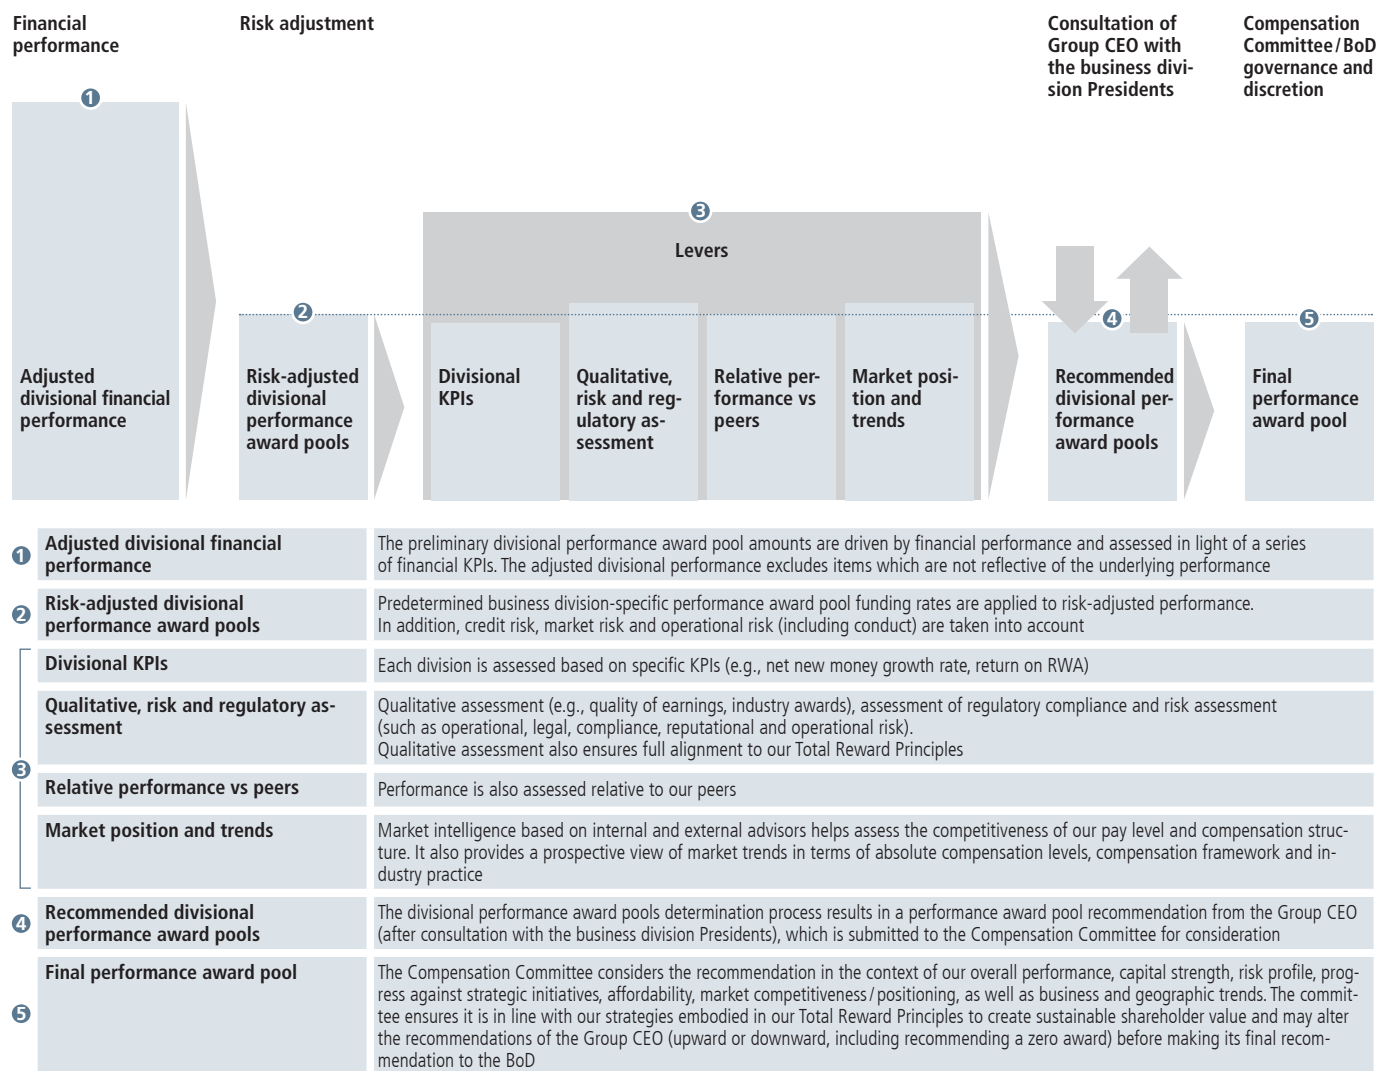 Financial
performance
Risk adjustment
Consultation of
Group CEO with
the business divi-
sion Presidents
Compensation
Committee/BoD
governance and
discretion
1
3
Levers
2
4
5
Adjusted
divisional financial
performance
Risk-adjusted
divisional
performance
award pools
Divisional
KPIs
Qualitative,
risk and reg-
ulatory as-
sessment
Relative per-
formance vs
peers
Market posi-
tion and
trends
Recommended
divisional per-
formance
award pools
Final
performance
award pool
1
Adjusted divisional financial
performance
The preliminary divisional performance award pool amounts are driven by financial performance and assessed in light of a series
of financial KPIs. The adjusted divisional performance excludes items which are not reflective of the underlying performance
2
Risk-adjusted divisional
performance award pools
Predetermined business division-specific performance award pool funding rates are applied to risk-adjusted performance.
In addition, credit risk, market risk and operational risk (including conduct) are taken into account
3
Divisional KPIs
Each division is assessed based on specific KPIs (e.g., net new money growth rate, return on RWA)
Qualitative, risk and regulatory as-
sessment
Qualitative assessment (e.g., quality of earnings, industry awards), assessment of regulatory compliance and risk assessment
(such as operational, legal, compliance, reputational and operational risk).
Qualitative assessment also ensures full alignment to our Total Reward Principles
Relative performance vs peers
Performance is also assessed relative to our peers
Market position and trends
Market intelligence based on internal and external advisors helps assess the competitiveness of our pay level and compensation struc-
ture. It also provides a prospective view of market trends in terms of absolute compensation levels, compensation framework and in-
dustry practice
4
Recommended divisional
performance award pools
The divisional performance award pools determination process results in a performance award pool recommendation from the Group CEO
(after consultation with the business division Presidents), which is submitted to the Compensation Committee for consideration
5
Final performance award pool
The Compensation Committee considers the recommendation in the context of our overall performance, capital strength, risk profile, prog-
ress against strategic initiatives, affordability, market competitiveness/positioning, as well as business and geographic trends. The commit-
tee ensures it is in line with our strategies embodied in our Total Reward Principles to create sustainable shareholder value and may alter
the recommendations of the Group CEO (upward or downward, including recommending a zero award) before making its final recom-
mendation to the BoD